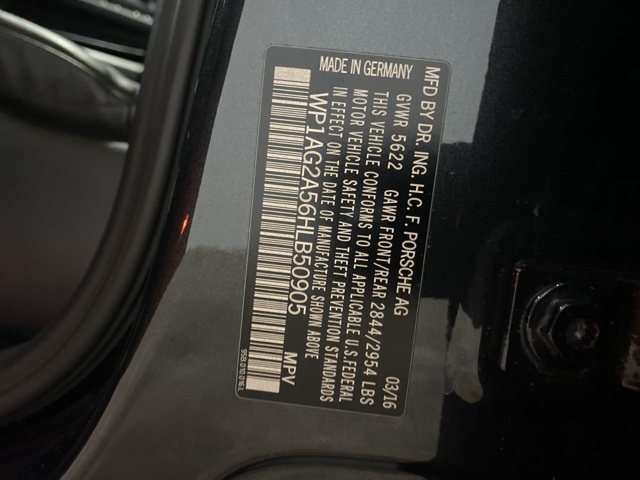 MFD BY DR. ING. H.C. F. PORSCHE AG
03/16
GVWR 5622 GAWR FRONT/REAR 2844/2954 LBS
THIS VEHICLE CONFORMS TO ALL APPLICABLE U.S.FEDERAL
MOTOR VEHICLE SAFETY AND THEFT PREVENTION STANDARDS
EFFECT ON THE DATE OF MANUFACTURE SHOWN ABOVE
WP1AG2A56HLB50905 MPV
MADE IN GERMANY